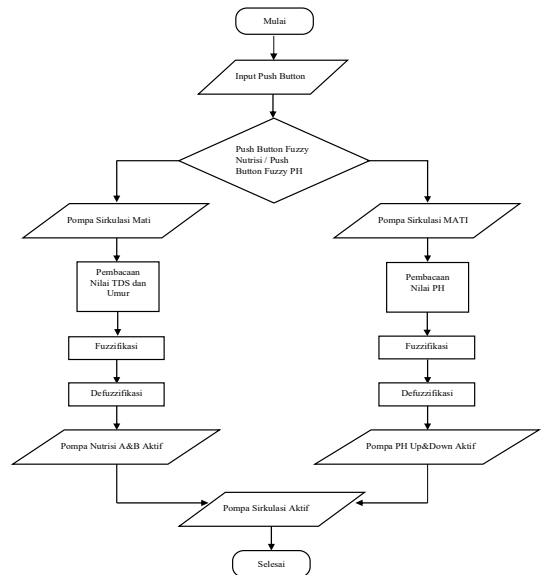 Mulai
Input Push Button
Push Button Fuzzy
Nutrisi / Push
Button Fuzzy PH
Pompa Sirkulasi Mati
Pompa Sirkulasi MATI
Pembacaan
Nilai TDS dan
Umur
Pembacaan
Nilai PH
Fuzzifikasi
Fuzzifikasi
Defuzzifikasi
Defuzzifikasi
Pompa Nutrisi A&B Aktif
Pompa PH Up&Down Aktif
Pompa Sirkulasi Aktif
Selesai